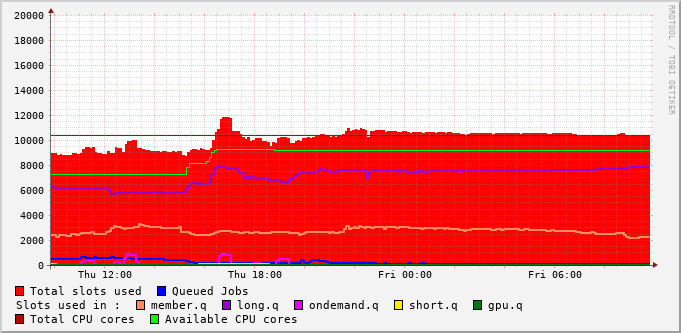 20000
18000
16000
14000
12000
10000
8000
6000
4000
2000
0
Thu 12:00 Thu 18:00 Fri 00:00 Fri 06:00
RRDTOOL / TOBI OETIKER
Total slots used Queued Jobs
Slots used in : member.q long.q ondemand.q short.q gpu.q
Total CPU cores Available CPU cores